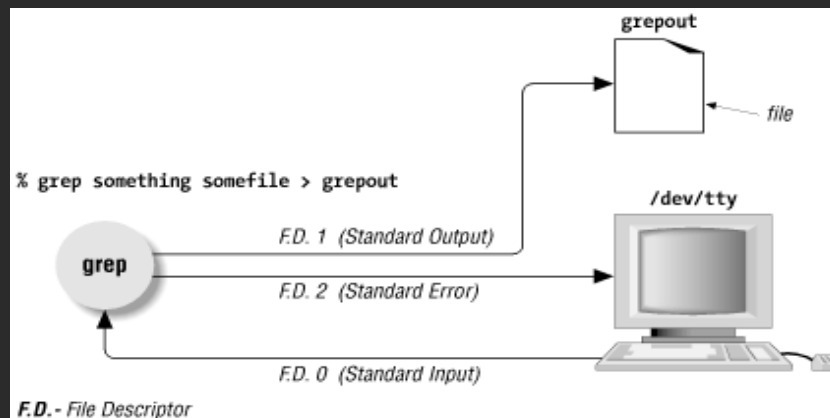 grepout
file
% grep something somefile > grepout
/dev/tty
F.D. 1 (Standard Output)
grep
F.D. 2 (Standard Error)
F.D. 0 (Standard Input)
F.D.- File Descriptor